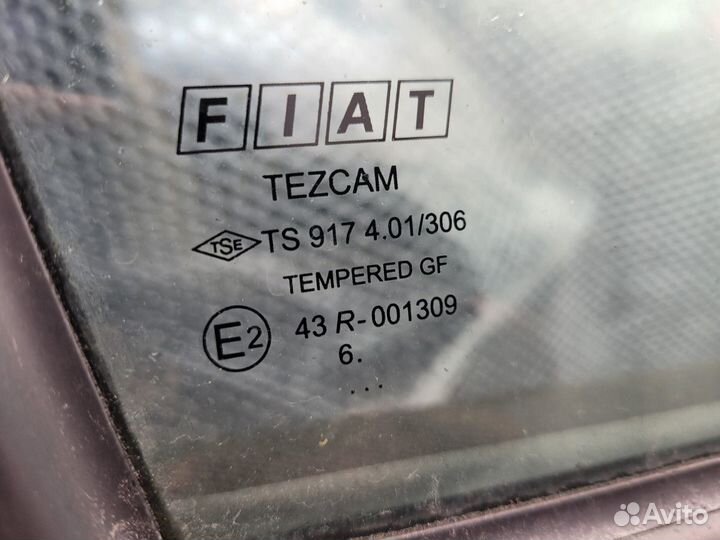 FIAT
TEZCAM
TSE TS 917 4.01/306
TEMPERED GF
E2 43 R-001309
6.
...
Avito